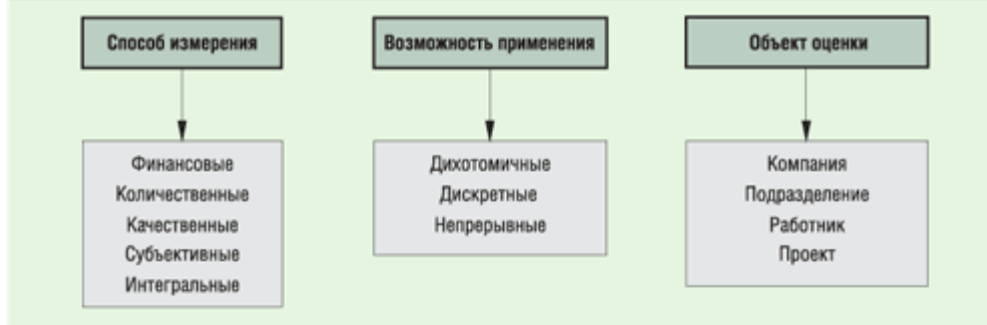 Способ измерения
Финансовые
Количественные
Качественные
Субъективные
Интегральные
Возможность применения
Дихотомичные
Дискретные
Непрерывные
Объект оценки
Компания
Подразделение
Работник
Проект